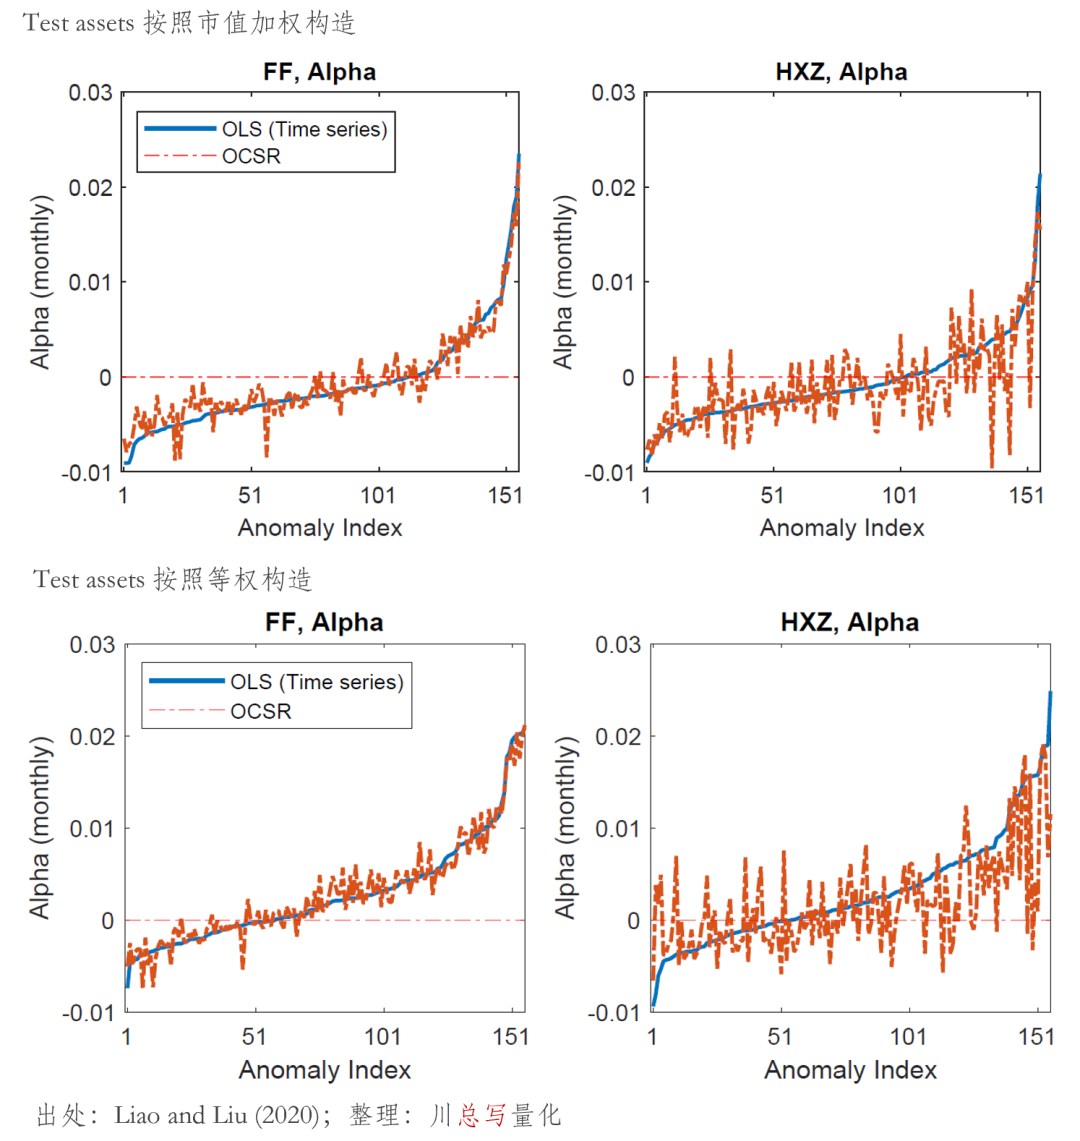 Test assets 按照市值加权构造
FF, Alpha
HXZ, Alpha
0.03
0.02
0.01
0
-0.01
Alpha (monthly)
OLS (Time series)
OCSR
1
51
101
151
Anomaly Index
0.03
0.02
0.01
0
-0.01
Alpha (monthly)
1
51
101
151
Anomaly Index
Test assets 按照等权构造
FF, Alpha
HXZ, Alpha
0.03
0.02
0.01
0
-0.01
Alpha (monthly)
OLS (Time series)
OCSR
1
51
101
151
Anomaly Index
0.03
0.02
0.01
0
-0.01
Alpha (monthly)
1
51
101
151
Anomaly Index
出处：Liao and Liu (2020)；整理：川总写量化